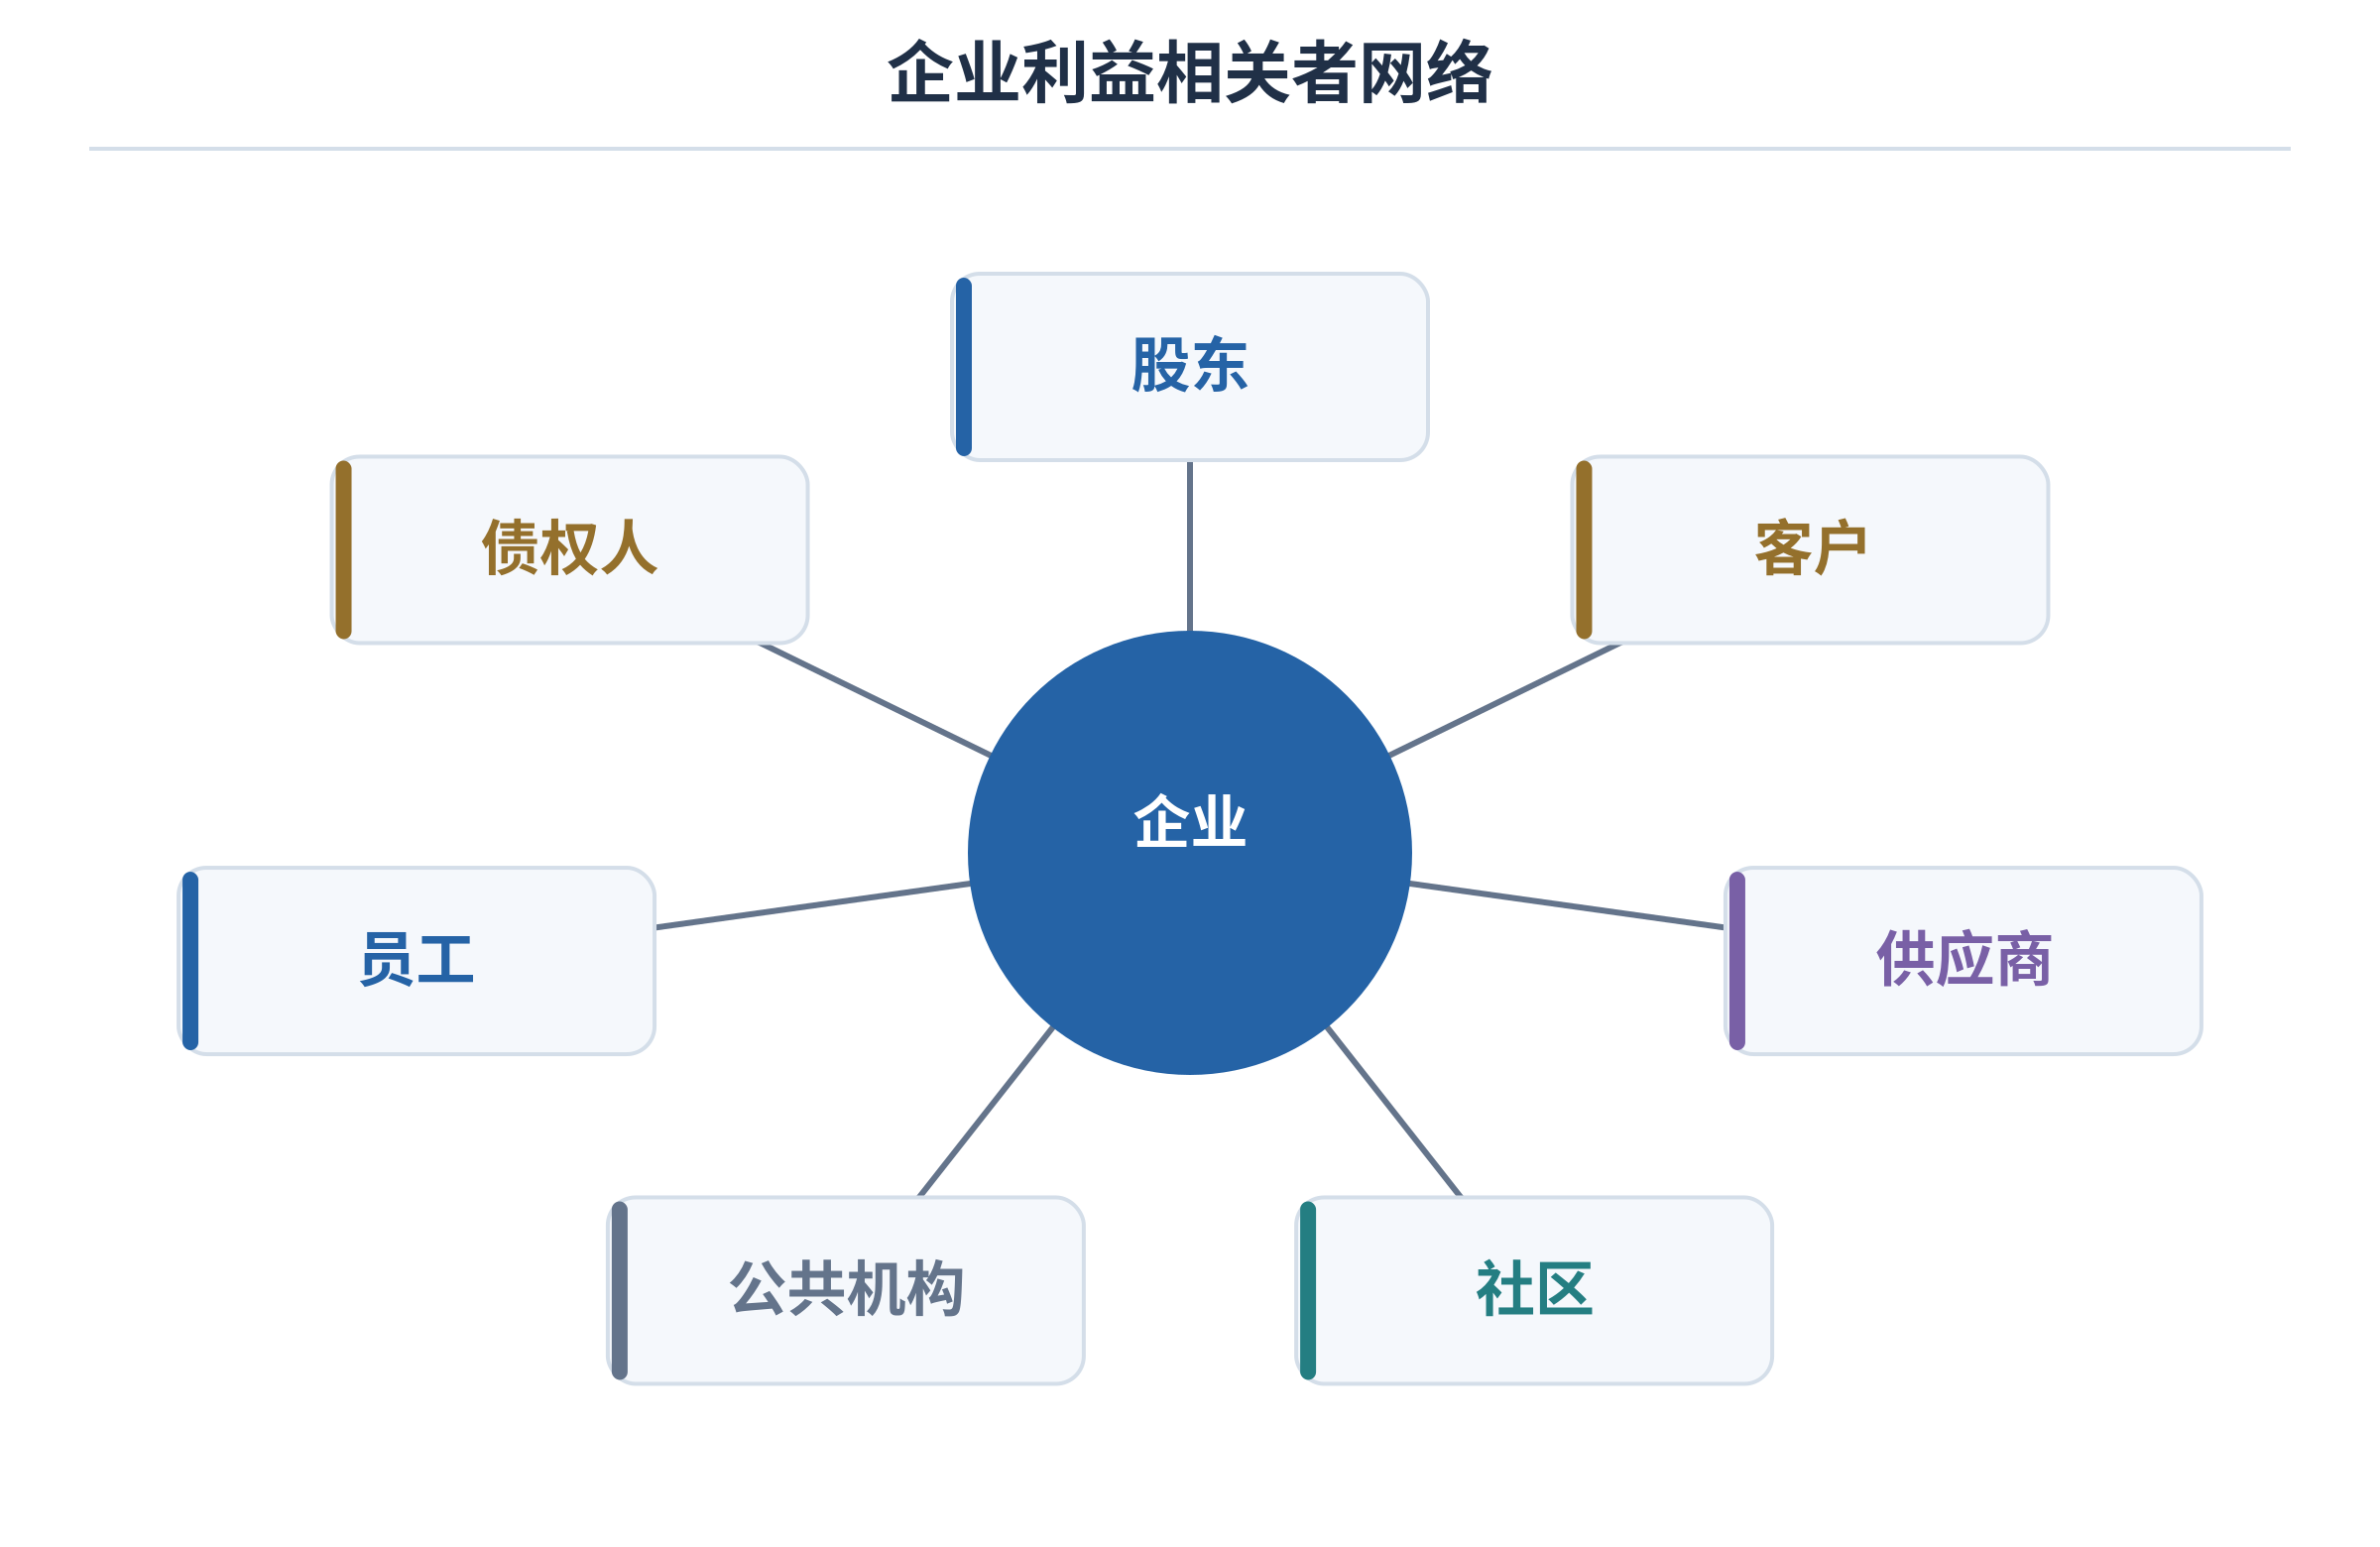 企业利益相关者网络
股东
债权人
客户
企业
员工
供应商
公共机构
社区